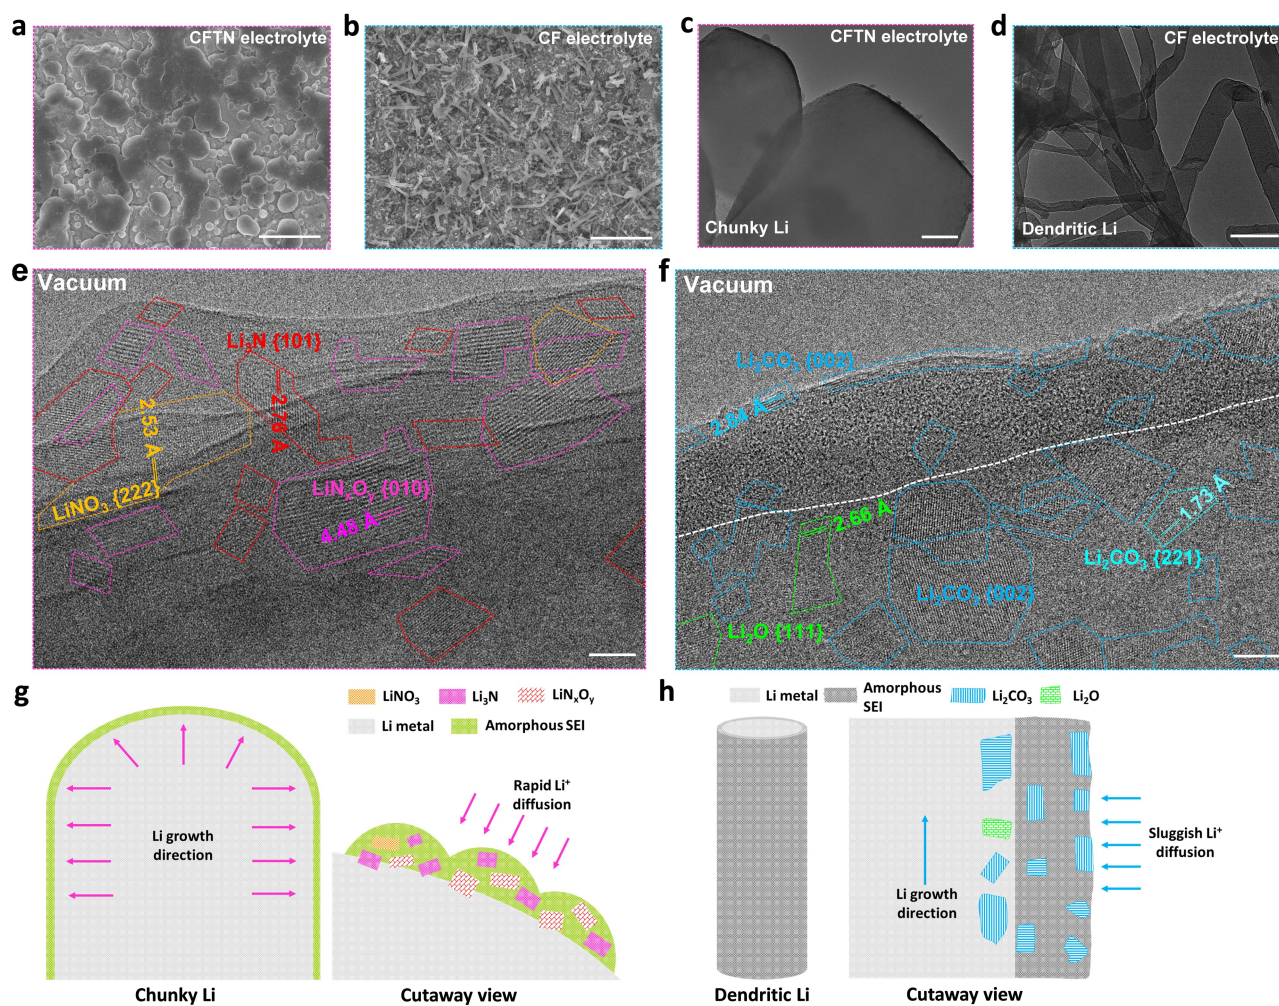 a
CFTN electrolyte
b
CF electrolyte
c
CFTN electrolyte
Chunky Li
d
CF electrolyte
Dendritic Li
e
Vacuum
Li₃N {101}
2.76 Å
2.53 Å
LiNO₃ {222}
LiNₓOᵧ {010}
4.48 Å
f
Vacuum
Li₂CO₃ {002}
2.84 Å
2.66 Å
1.73 Å
Li₂CO₃ {221}
Li₂CO₃ {002}
Li₂O {111}
g
LiNO₃
Li₃N
LiNₓOᵧ
Li metal
Amorphous SEI
Li growth
direction
Rapid Li⁺
diffusion
Chunky Li
Cutaway view
h
Li metal
Amorphous
SEI
Li₂CO₃
Li₂O
Li growth
direction
Sluggish Li⁺
diffusion
Dendritic Li
Cutaway view